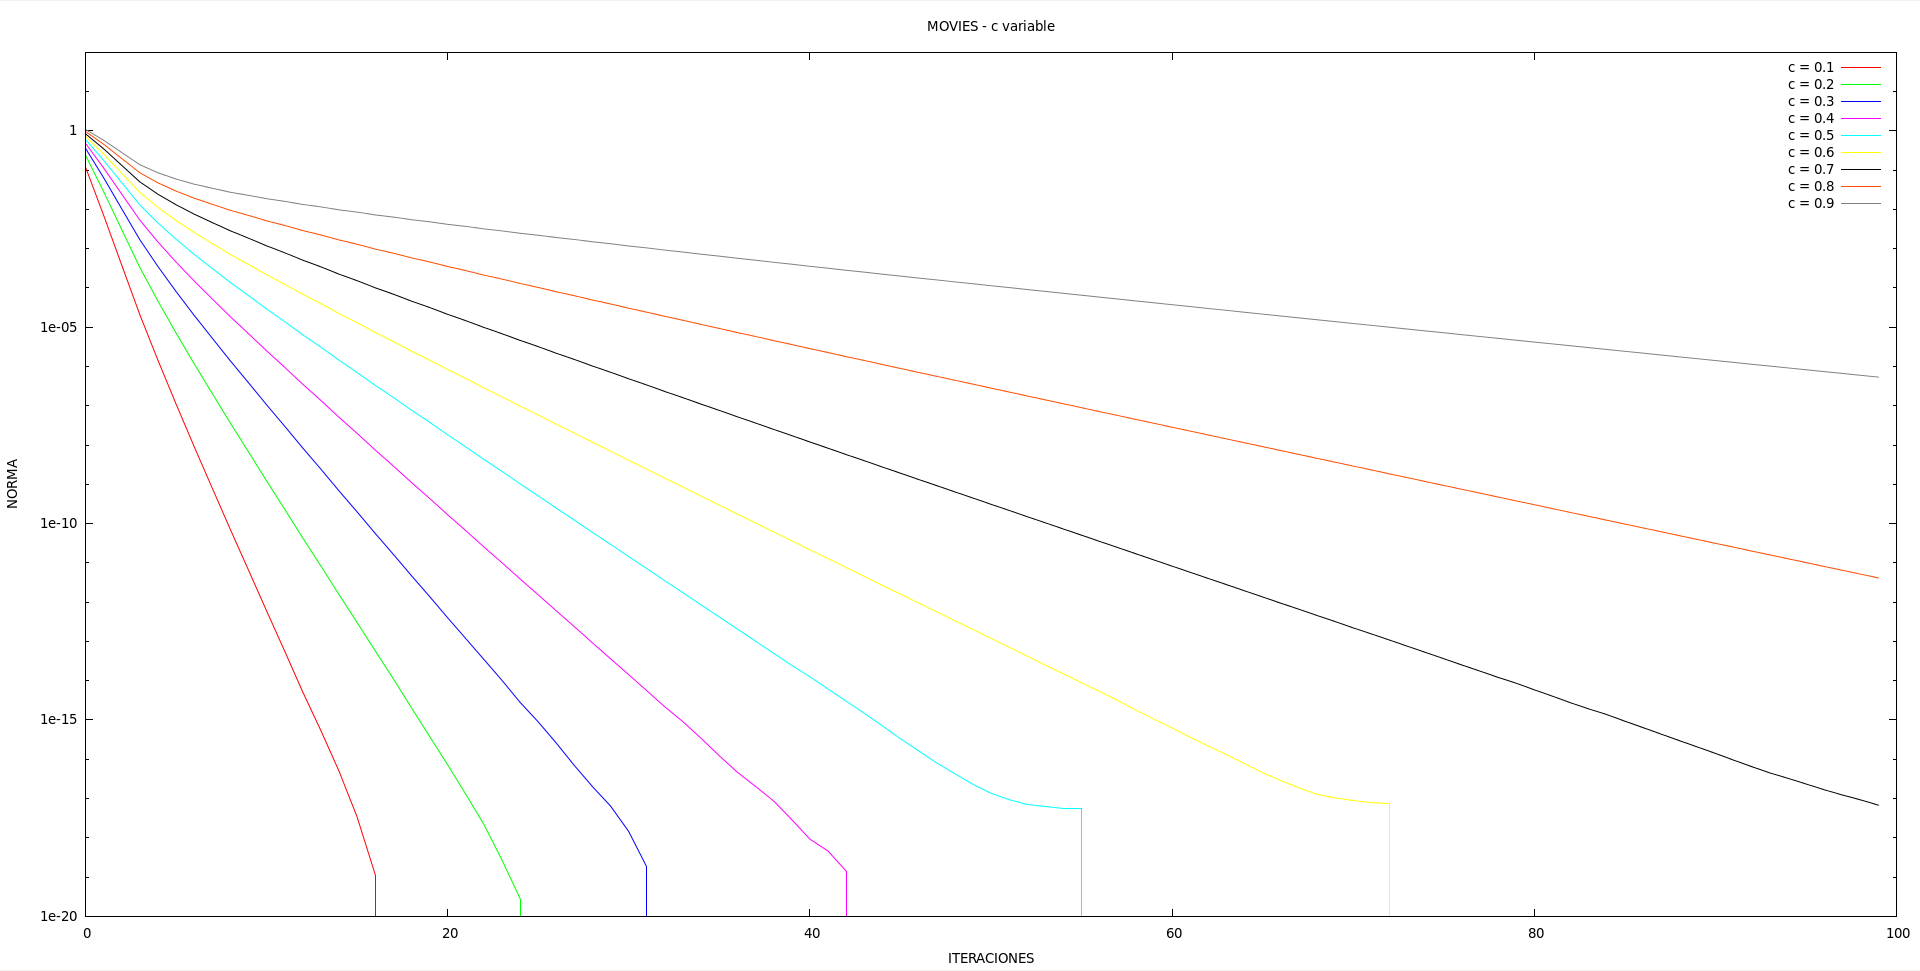 MOVIES - c variable
c = 0.1
c = 0.2
c = 0.3
c = 0.4
c = 0.5
c = 0.6
c = 0.7
c = 0.8
c = 0.9
1
1e-05
1e-10
1e-15
1e-20
NORMA
0 20 40 60 80 100
ITERACIONES